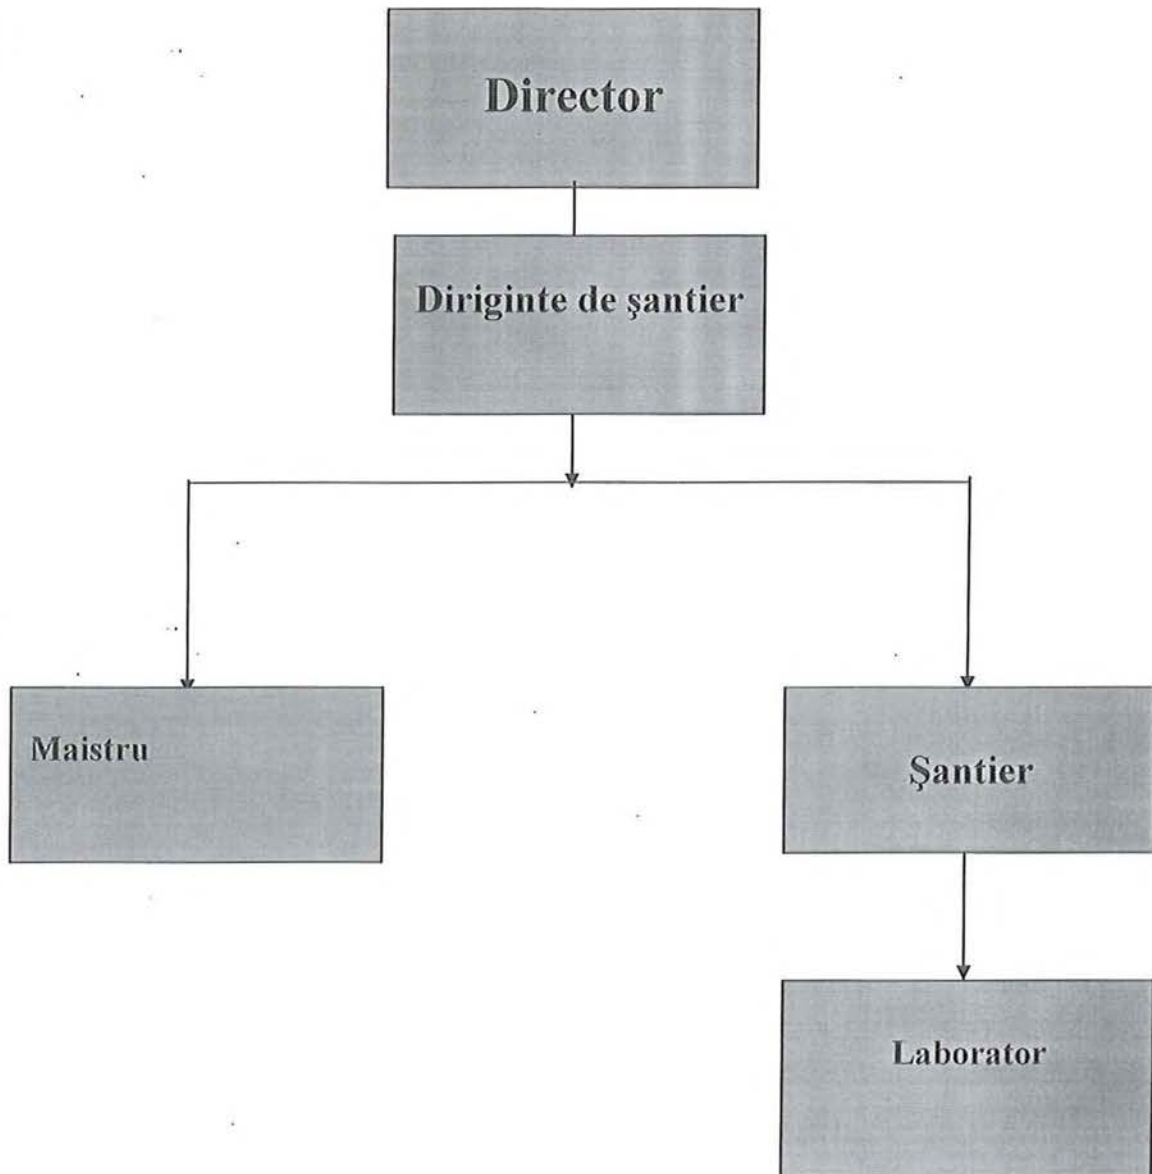 Director
Diriginte de şantier
Maistru
Şantier
Laborator